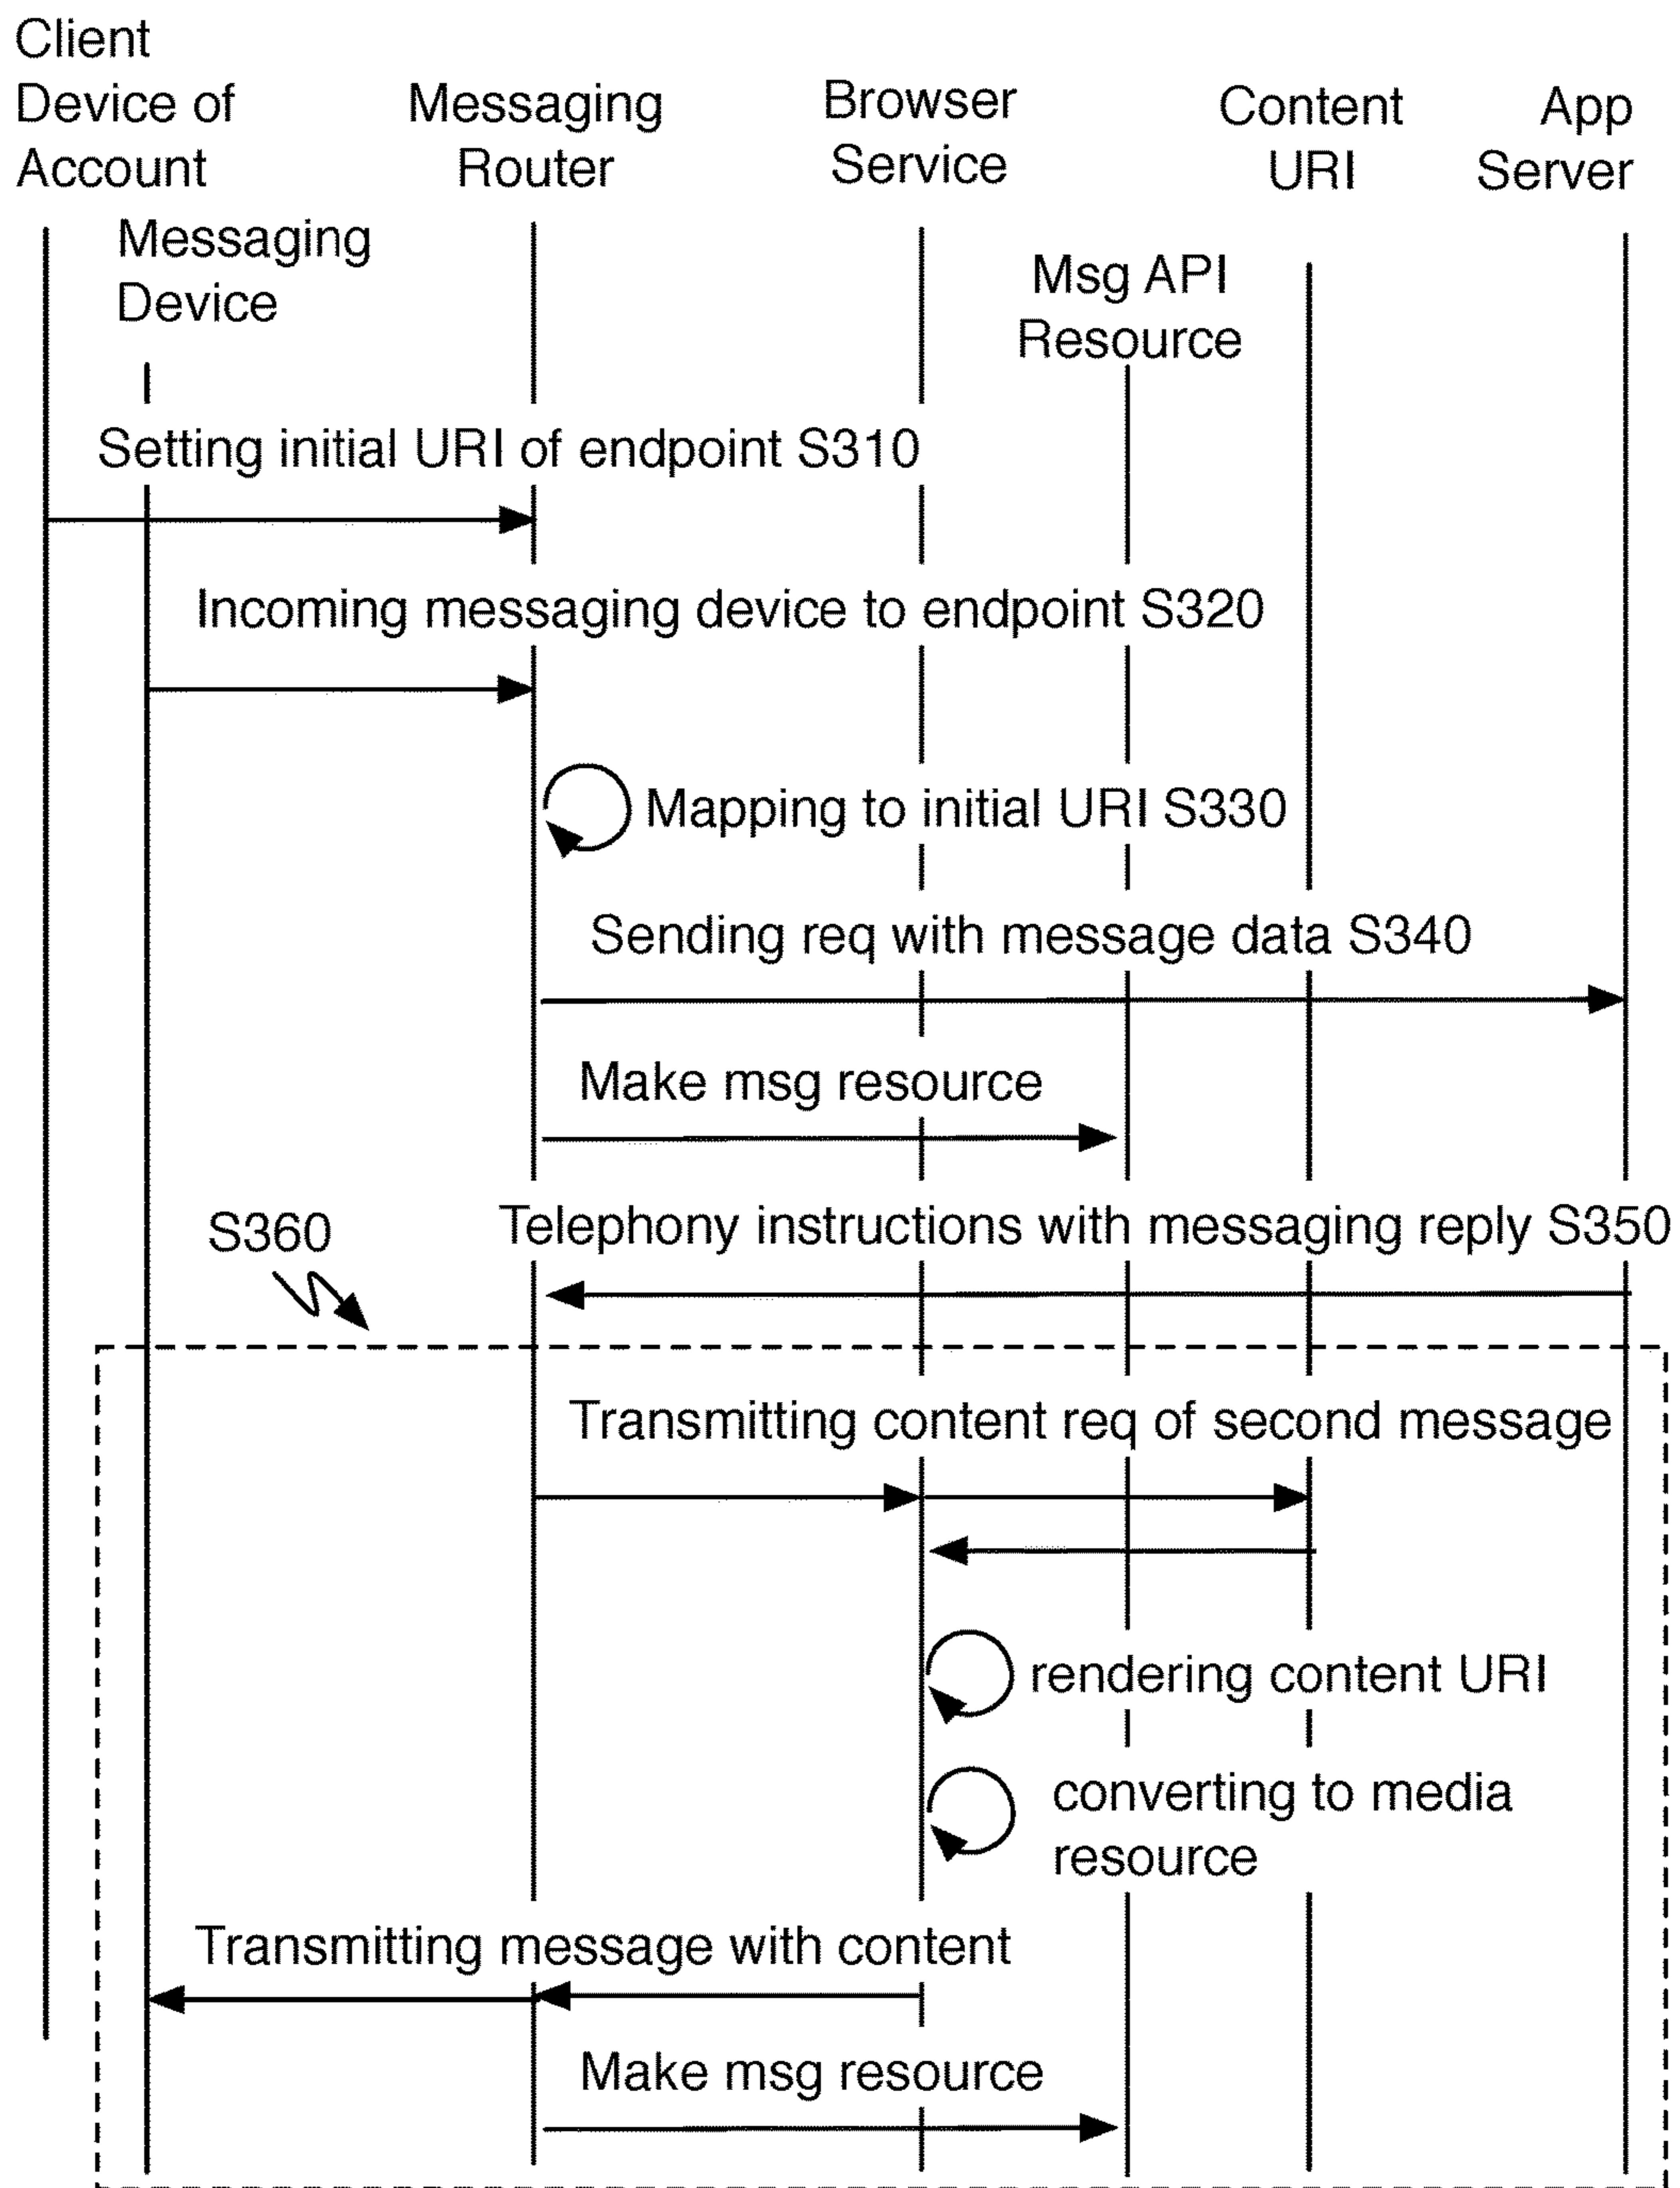 Client
Device of
Account
Messaging
Device
Messaging
Router
Browser
Service
Msg API
Resource
Content
URI
App
Server
Setting initial URI of endpoint S310
Incoming messaging device to endpoint S320
Mapping to initial URI S330
Sending req with message data S340
Make msg resource
Telephony instructions with messaging reply S350
S360
Transmitting content req of second message
rendering content URI
converting to media
resource
Transmitting message with content
Make msg resource